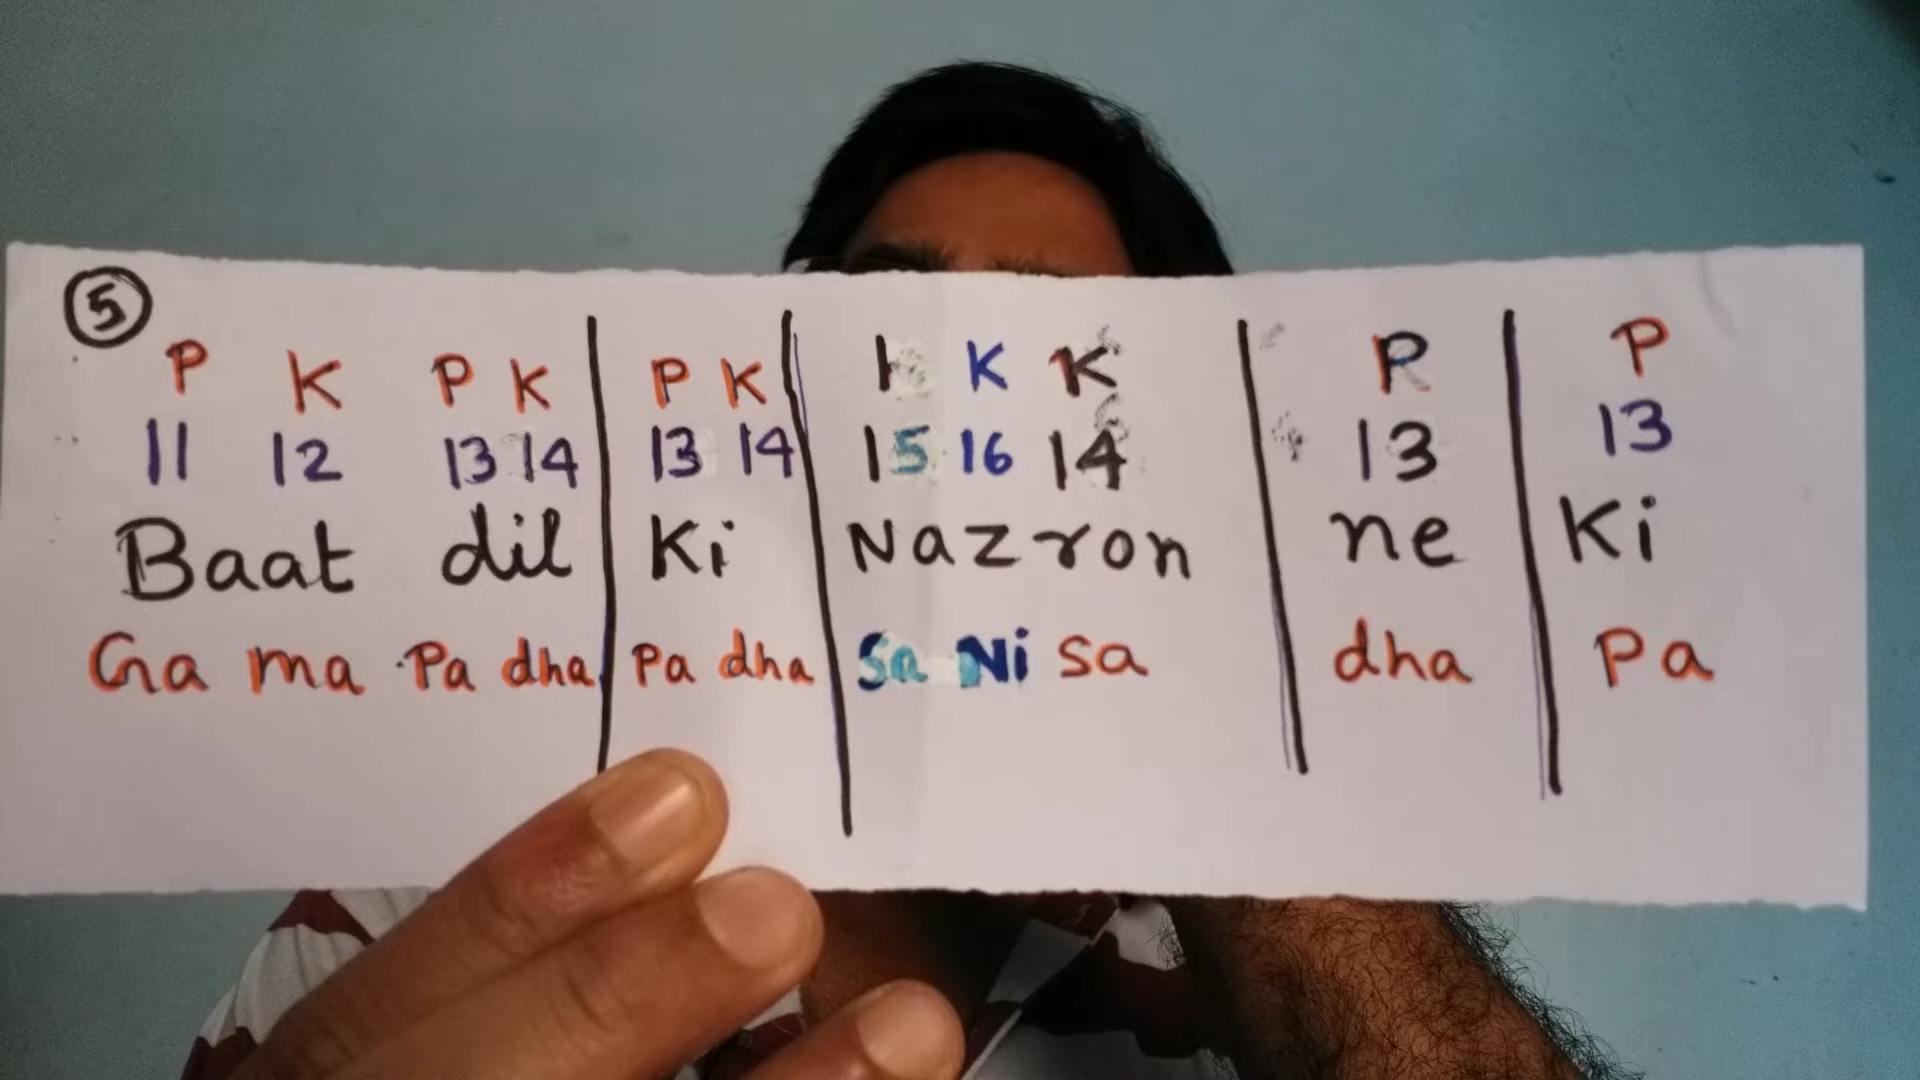 5
P K P K P K K K P P
11 12 13 14 13 14 15 16 14 13 13
Baat dil Ki Nazron ne Ki
Ga ma Pa dha Pa dha Sa Ni Sa dha Pa